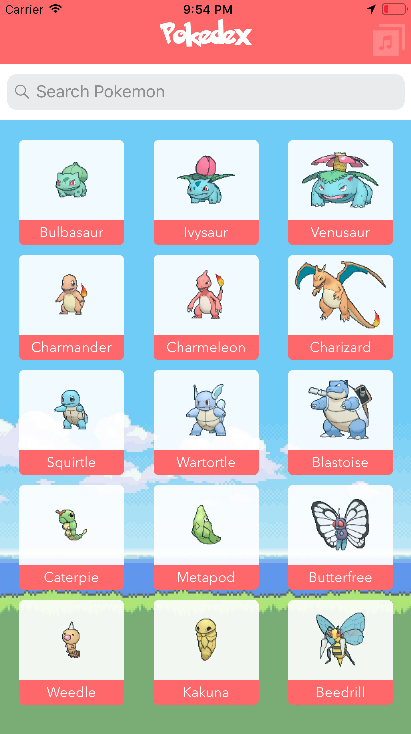 Carrier 9:54 PM
Pokedex
Search Pokemon
Bulbasaur Ivysaur Venusaur
Charmander Charmeleon Charizard
Squirtle Wartortle Blastoise
Caterpie Metapod Butterfree
Weedle Kakuna Beedrill